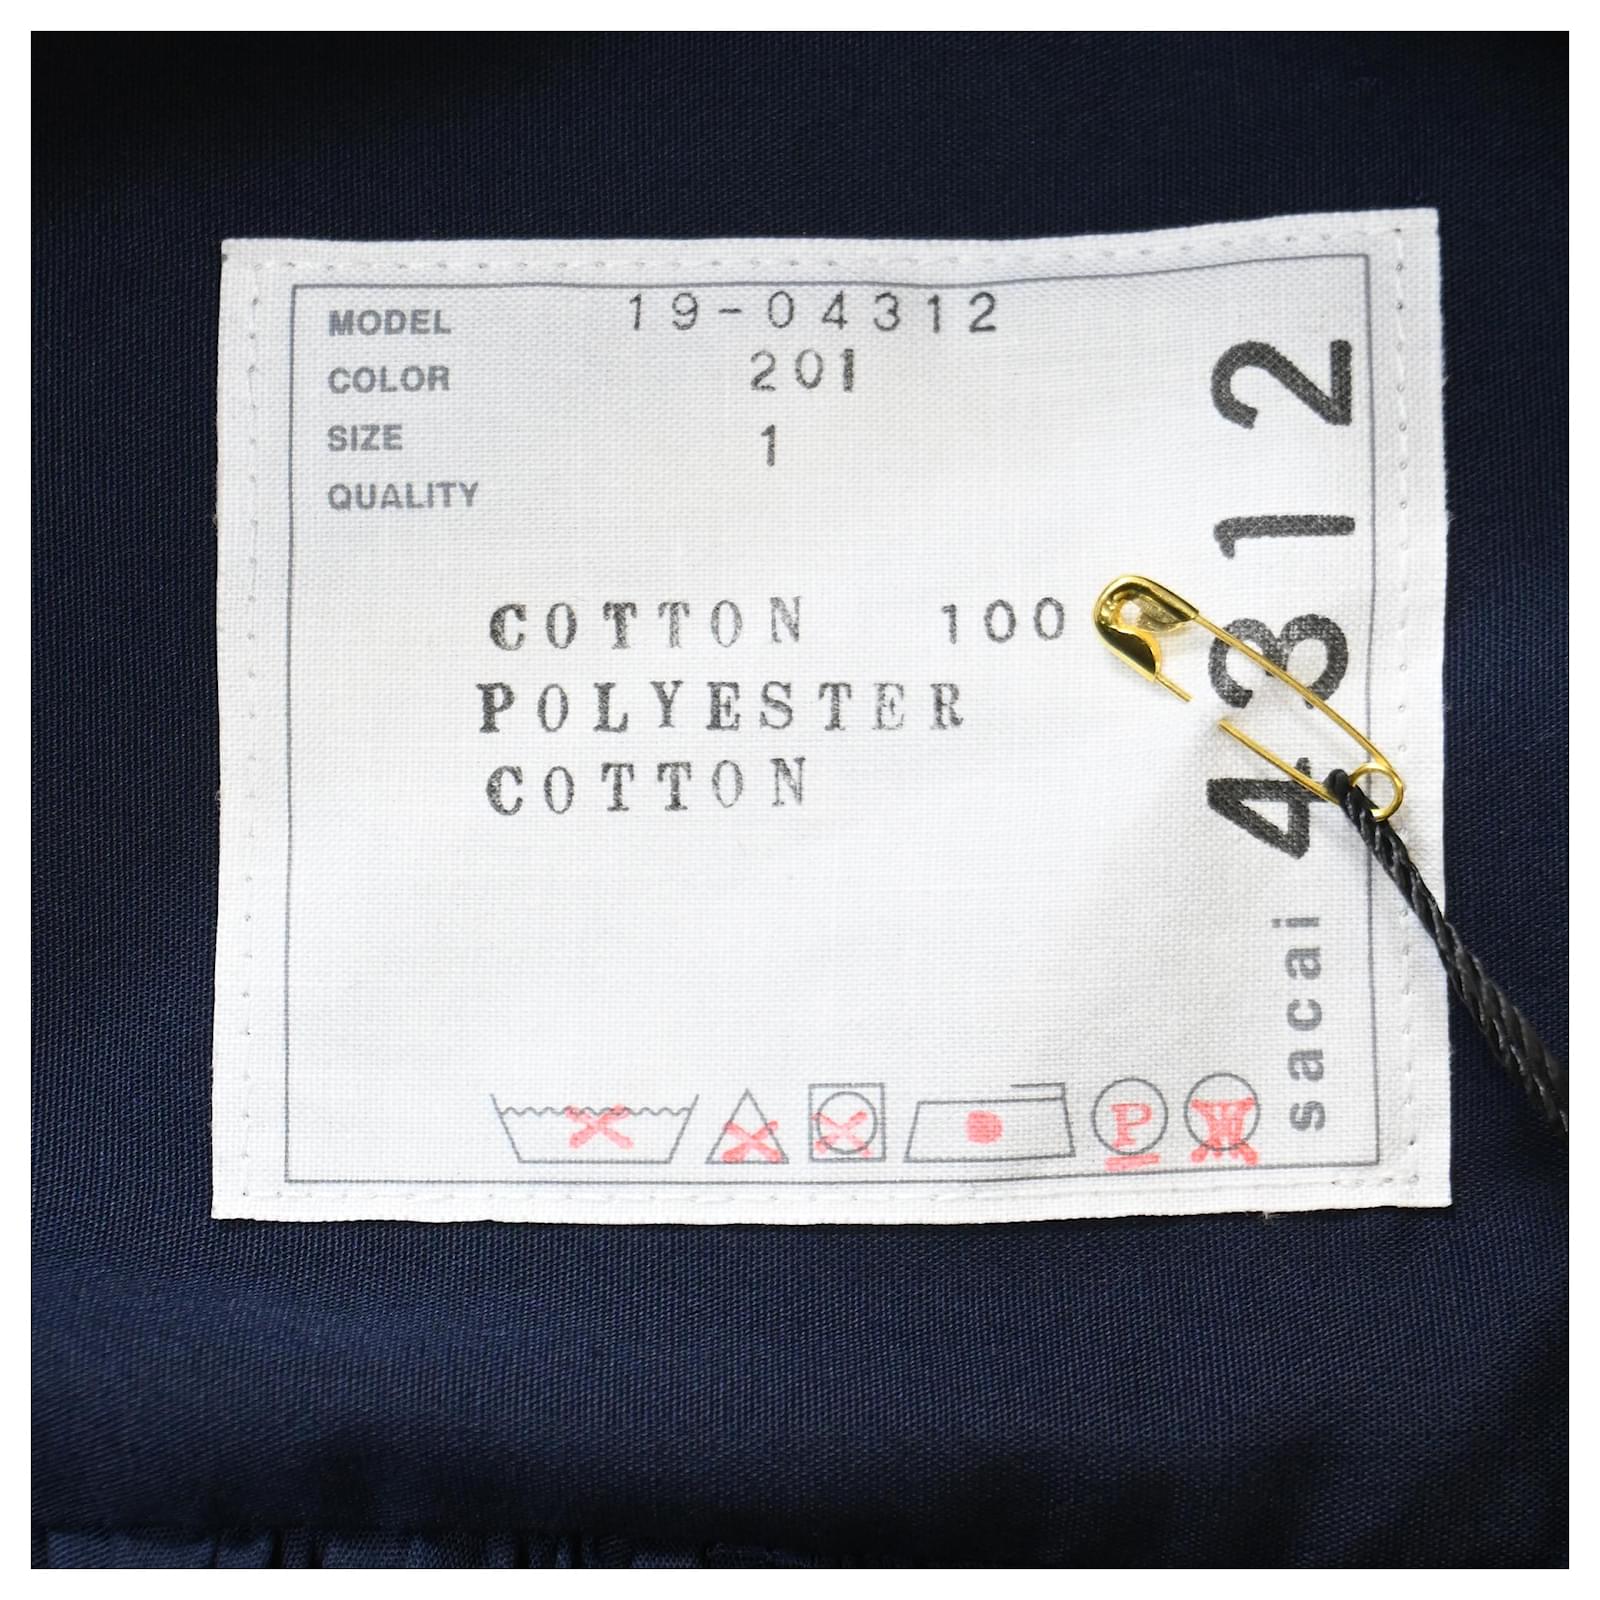 MODEL 19-04312
COLOR 201
SIZE 1
QUALITY
COTTON 100
POLYESTER
COTTON
sacai 4312
P
W